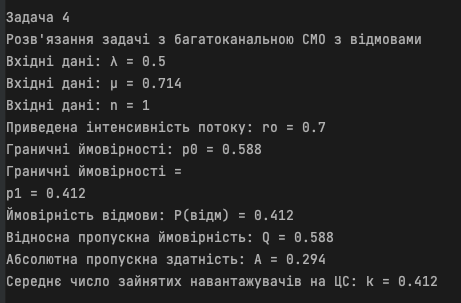 Задача 4
Розв'язання задачі з багатоканальною СМО з відмовами
Вхідні дані: λ = 0.5
Вхідні дані: μ = 0.714
Вхідні дані: n = 1
Приведена інтенсивність потоку: ro = 0.7
Граничні ймовірності: p0 = 0.588
Граничні ймовірності =
p1 = 0.412
Ймовірність відмови: P(відм) = 0.412
Відносна пропускна ймовірність: Q = 0.588
Абсолютна пропускна здатність: A = 0.294
Середнє число зайнятих навантажувачів на ЦС: k = 0.412